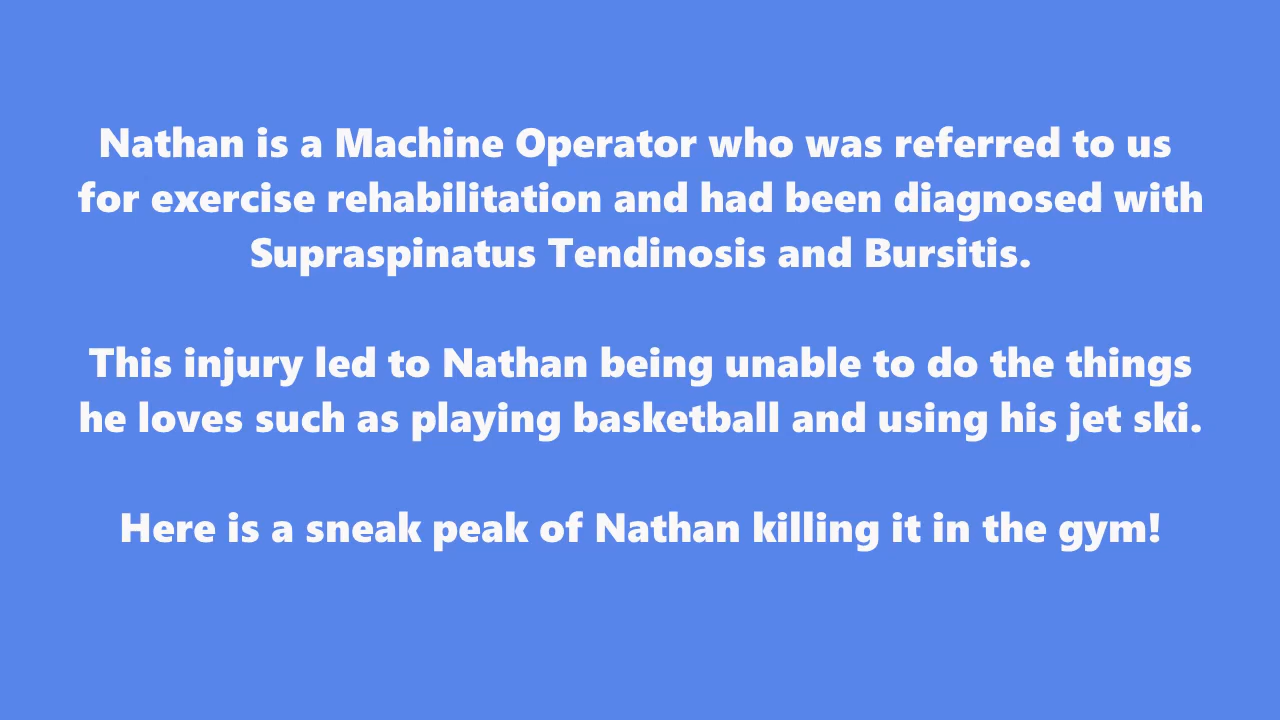 Nathan is a Machine Operator who was referred to us
for exercise rehabilitation and had been diagnosed with
Supraspinatus Tendinosis and Bursitis.
This injury led to Nathan being unable to do the things
he loves such as playing basketball and using his jet ski.
Here is a sneak peak of Nathan killing it in the gym!